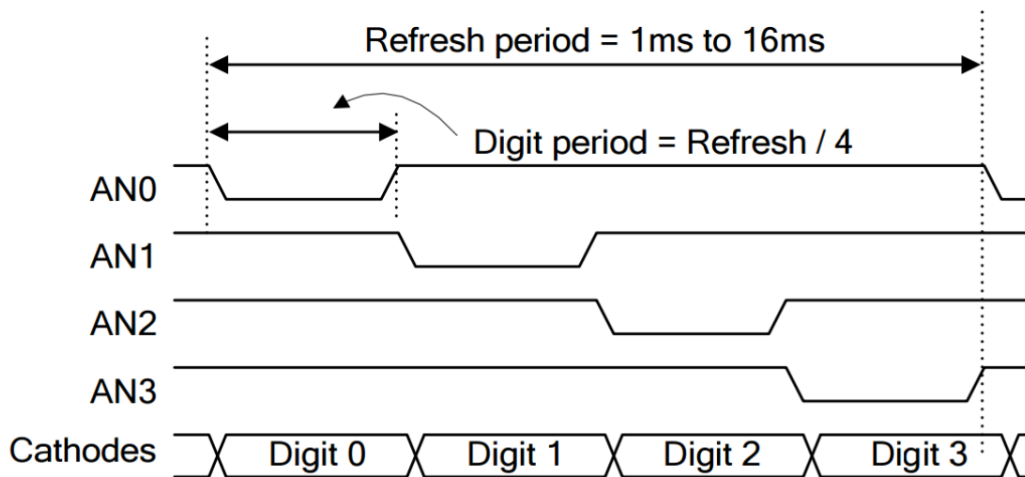 Refresh period = 1ms to 16ms
Digit period = Refresh / 4
AN0
AN1
AN2
AN3
Cathodes Digit 0 Digit 1 Digit 2 Digit 3